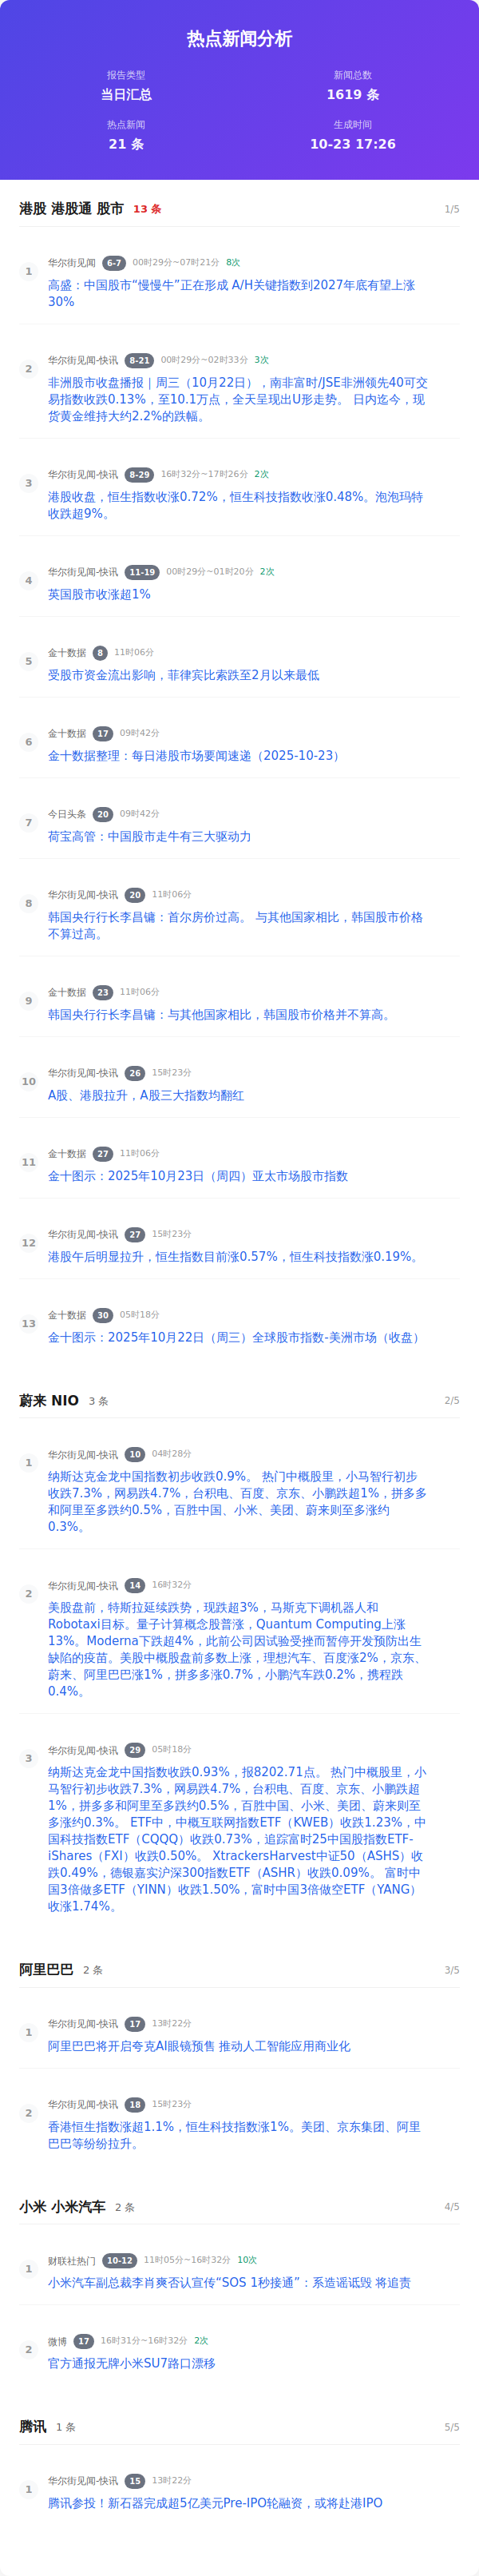 热点新闻分析
报告类型
新闻总数
当日汇总
1619 条
热点新闻
生成时间
21 条
10-23 17:26
港股 港股通 股市 13 条 1/5
1
华尔街见闻 6-7 00时29分~07时21分 8次
高盛：中国股市“慢慢牛”正在形成 A/H关键指数到2027年底有望上涨
30%
2
华尔街见闻-快讯 8-21 00时29分~02时33分 3次
非洲股市收盘播报｜周三（10月22日），南非富时/JSE非洲领先40可交
易指数收跌0.13%，至10.1万点，全天呈现出U形走势。 日内迄今，现
货黄金维持大约2.2%的跌幅。
3
华尔街见闻-快讯 8-29 16时32分~17时26分 2次
港股收盘，恒生指数收涨0.72%，恒生科技指数收涨0.48%。泡泡玛特
收跌超9%。
4
华尔街见闻-快讯 11-19 00时29分~01时20分 2次
英国股市收涨超1%
5
金十数据 8 11时06分
受股市资金流出影响，菲律宾比索跌至2月以来最低
6
金十数据 17 09时42分
金十数据整理：每日港股市场要闻速递（2025-10-23）
7
今日头条 20 09时42分
荷宝高管：中国股市走牛有三大驱动力
8
华尔街见闻-快讯 20 11时06分
韩国央行行长李昌镛：首尔房价过高。 与其他国家相比，韩国股市价格
不算过高。
9
金十数据 23 11时06分
韩国央行行长李昌镛：与其他国家相比，韩国股市价格并不算高。
10
华尔街见闻-快讯 26 15时23分
A股、港股拉升，A股三大指数均翻红
11
金十数据 27 11时06分
金十图示：2025年10月23日（周四）亚太市场股市指数
12
华尔街见闻-快讯 27 15时23分
港股午后明显拉升，恒生指数目前涨0.57%，恒生科技指数涨0.19%。
13
金十数据 30 05时18分
金十图示：2025年10月22日（周三）全球股市指数-美洲市场（收盘）
蔚来 NIO 3 条 2/5
1
华尔街见闻-快讯 10 04时28分
纳斯达克金龙中国指数初步收跌0.9%。 热门中概股里，小马智行初步
收跌7.3%，网易跌4.7%，台积电、百度、京东、小鹏跌超1%，拼多多
和阿里至多跌约0.5%，百胜中国、小米、美团、蔚来则至多涨约
0.3%。
2
华尔街见闻-快讯 14 16时32分
美股盘前，特斯拉延续跌势，现跌超3%，马斯克下调机器人和
Robotaxi目标。量子计算概念股普涨，Quantum Computing上涨
13%。Moderna下跌超4%，此前公司因试验受挫而暂停开发预防出生
缺陷的疫苗。美股中概股盘前多数上涨，理想汽车、百度涨2%，京东、
蔚来、阿里巴巴涨1%，拼多多涨0.7%，小鹏汽车跌0.2%，携程跌
0.4%。
3
华尔街见闻-快讯 29 05时18分
纳斯达克金龙中国指数收跌0.93%，报8202.71点。 热门中概股里，小
马智行初步收跌7.3%，网易跌4.7%，台积电、百度、京东、小鹏跌超
1%，拼多多和阿里至多跌约0.5%，百胜中国、小米、美团、蔚来则至
多涨约0.3%。 ETF中，中概互联网指数ETF（KWEB）收跌1.23%，中
国科技指数ETF（CQQQ）收跌0.73%，追踪富时25中国股指数ETF-
iShares（FXI）收跌0.50%。 XtrackersHarvest中证50（ASHS）收
跌0.49%，德银嘉实沪深300指数ETF（ASHR）收跌0.09%。 富时中
国3倍做多ETF（YINN）收跌1.50%，富时中国3倍做空ETF（YANG）
收涨1.74%。
阿里巴巴 2 条 3/5
1
华尔街见闻-快讯 17 13时22分
阿里巴巴将开启夸克AI眼镜预售 推动人工智能应用商业化
2
华尔街见闻-快讯 18 15时23分
香港恒生指数涨超1.1%，恒生科技指数涨1%。美团、京东集团、阿里
巴巴等纷纷拉升。
小米 小米汽车 2 条 4/5
1
财联社热门 10-12 11时05分~16时32分 10次
小米汽车副总裁李肖爽否认宣传“SOS 1秒接通”：系造谣诋毁 将追责
2
微博 17 16时31分~16时32分 2次
官方通报无牌小米SU7路口漂移
腾讯 1 条 5/5
1
华尔街见闻-快讯 15 13时22分
腾讯参投！新石器完成超5亿美元Pre-IPO轮融资，或将赴港IPO